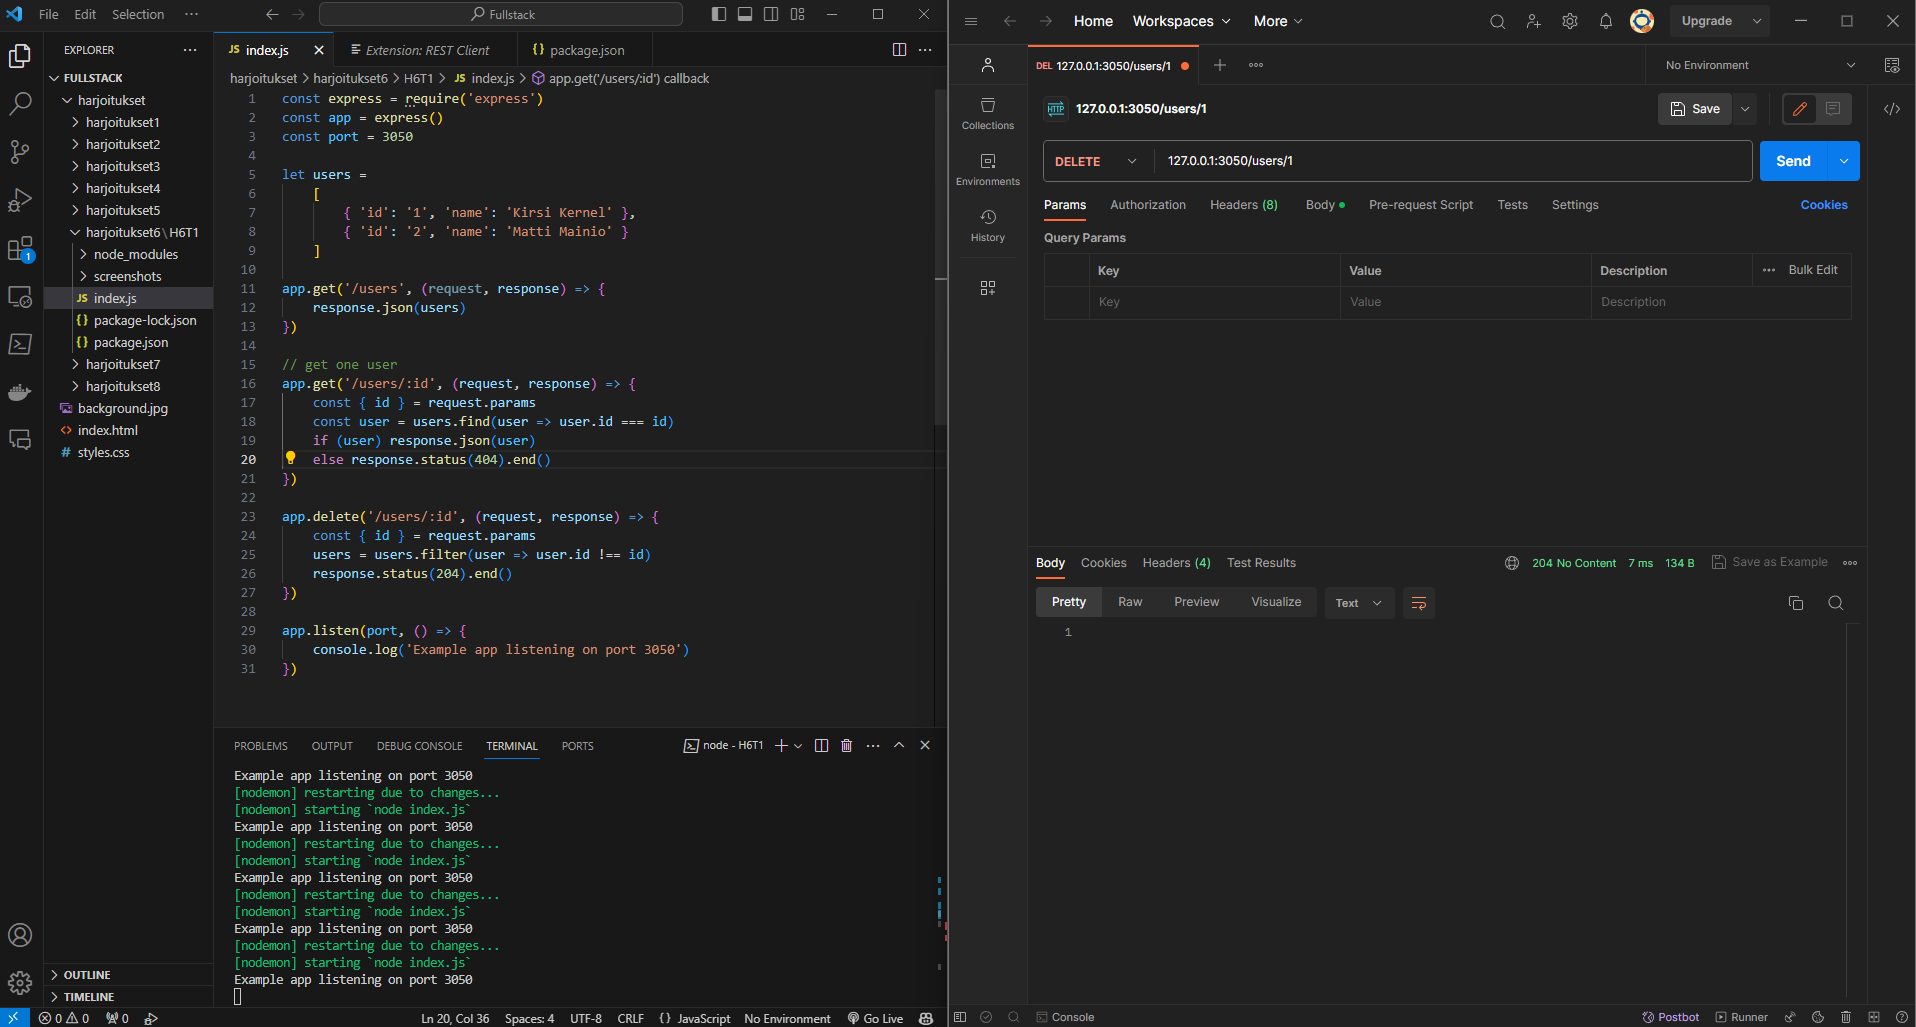 File Edit Selection ··· Fullstack
EXPLORER ···
FULLSTACK
harjoitukset
harjoitukset1
harjoitukset2
harjoitukset3
harjoitukset4
harjoitukset5
harjoitukset6\H6T1
node_modules
screenshots
JS index.js
{} package-lock.json
{} package.json
harjoitukset7
harjoitukset8
background.jpg
<> index.html
# styles.css
OUTLINE
TIMELINE
1
JS index.js Extension: REST Client {} package.json ···
harjoitukset > harjoitukset6 > H6T1 > JS index.js > app.get('/users/:id') callback
1 const express = require('express')
2 const app = express()
3 const port = 3050
4
5 let users =
6 [
7 { 'id': '1', 'name': 'Kirsi Kernel' },
8 { 'id': '2', 'name': 'Matti Mainio' }
9 ]
10
11 app.get('/users', (request, response) => {
12 response.json(users)
13 })
14
15 // get one user
16 app.get('/users/:id', (request, response) => {
17 const { id } = request.params
18 const user = users.find(user => user.id === id)
19 if (user) response.json(user)
20 else response.status(404).end()
21 })
22
23 app.delete('/users/:id', (request, response) => {
24 const { id } = request.params
25 users = users.filter(user => user.id !== id)
26 response.status(204).end()
27 })
28
29 app.listen(port, () => {
30 console.log('Example app listening on port 3050')
31 })
PROBLEMS OUTPUT DEBUG CONSOLE TERMINAL PORTS node - H6T1 ···
Example app listening on port 3050
[nodemon] restarting due to changes...
[nodemon] starting `node index.js`
Example app listening on port 3050
[nodemon] restarting due to changes...
[nodemon] starting `node index.js`
Example app listening on port 3050
[nodemon] restarting due to changes...
[nodemon] starting `node index.js`
Example app listening on port 3050
[nodemon] restarting due to changes...
[nodemon] starting `node index.js`
Example app listening on port 3050
0 0 0 Ln 20, Col 36 Spaces: 4 UTF-8 CRLF {} JavaScript No Environment Go Live
Home Workspaces More Upgrade
DEL 127.0.0.1:3050/users/1 No Environment
Collections
Environments
History
HTTP 127.0.0.1:3050/users/1 Save </>
DELETE 127.0.0.1:3050/users/1 Send
Params Authorization Headers (8) Body Pre-request Script Tests Settings Cookies
Query Params
Key Value Description ··· Bulk Edit
Key Value Description
Body Cookies Headers (4) Test Results 204 No Content 7 ms 134 B Save as Example
Pretty Raw Preview Visualize Text
1
Console Postbot Runner